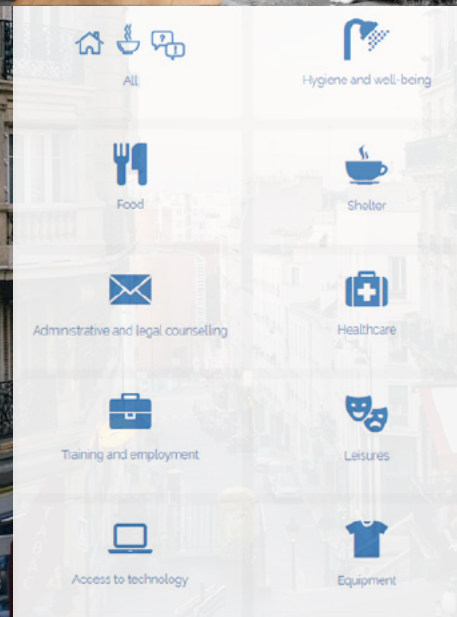 All
Hygiene and well-being
Food
Shelter
Administrative and legal counselling
Healthcare
Training and employment
Leisures
Access to technology
Equipment